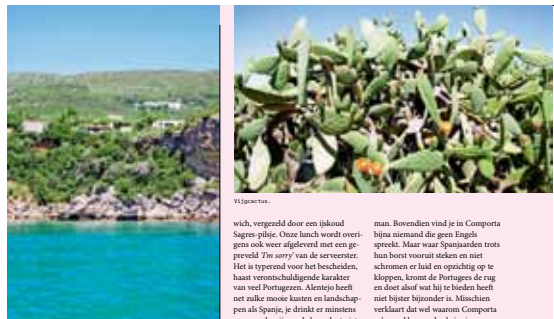 Vijgcactus.
wich, vergezeld door een ijskoud
Sagres-pilsje. Onze lunch wordt overi-
gens ook weer afgeleverd met een ge-
preveld 'I'm sorry' van de serveerster.
Het is typerend voor het bescheiden,
haast verontschuldigende karakter
van veel Portugezen. Alentejo heeft
net zulke mooie kusten en landschap-
pen als Spanje, je drinkt er minstens
man. Bovendien vind je in Comporta
bijna niemand die geen Engels
spreekt. Maar waar Spanjaarden trots
hun borst vooruit steken en niet
schromen er luid en opzichtig op te
kloppen, kromt de Portugees de rug
en doet alsof wat hij te bieden heeft
niet bijster bijzonder is. Misschien
verklaart dat wel waarom Comporta